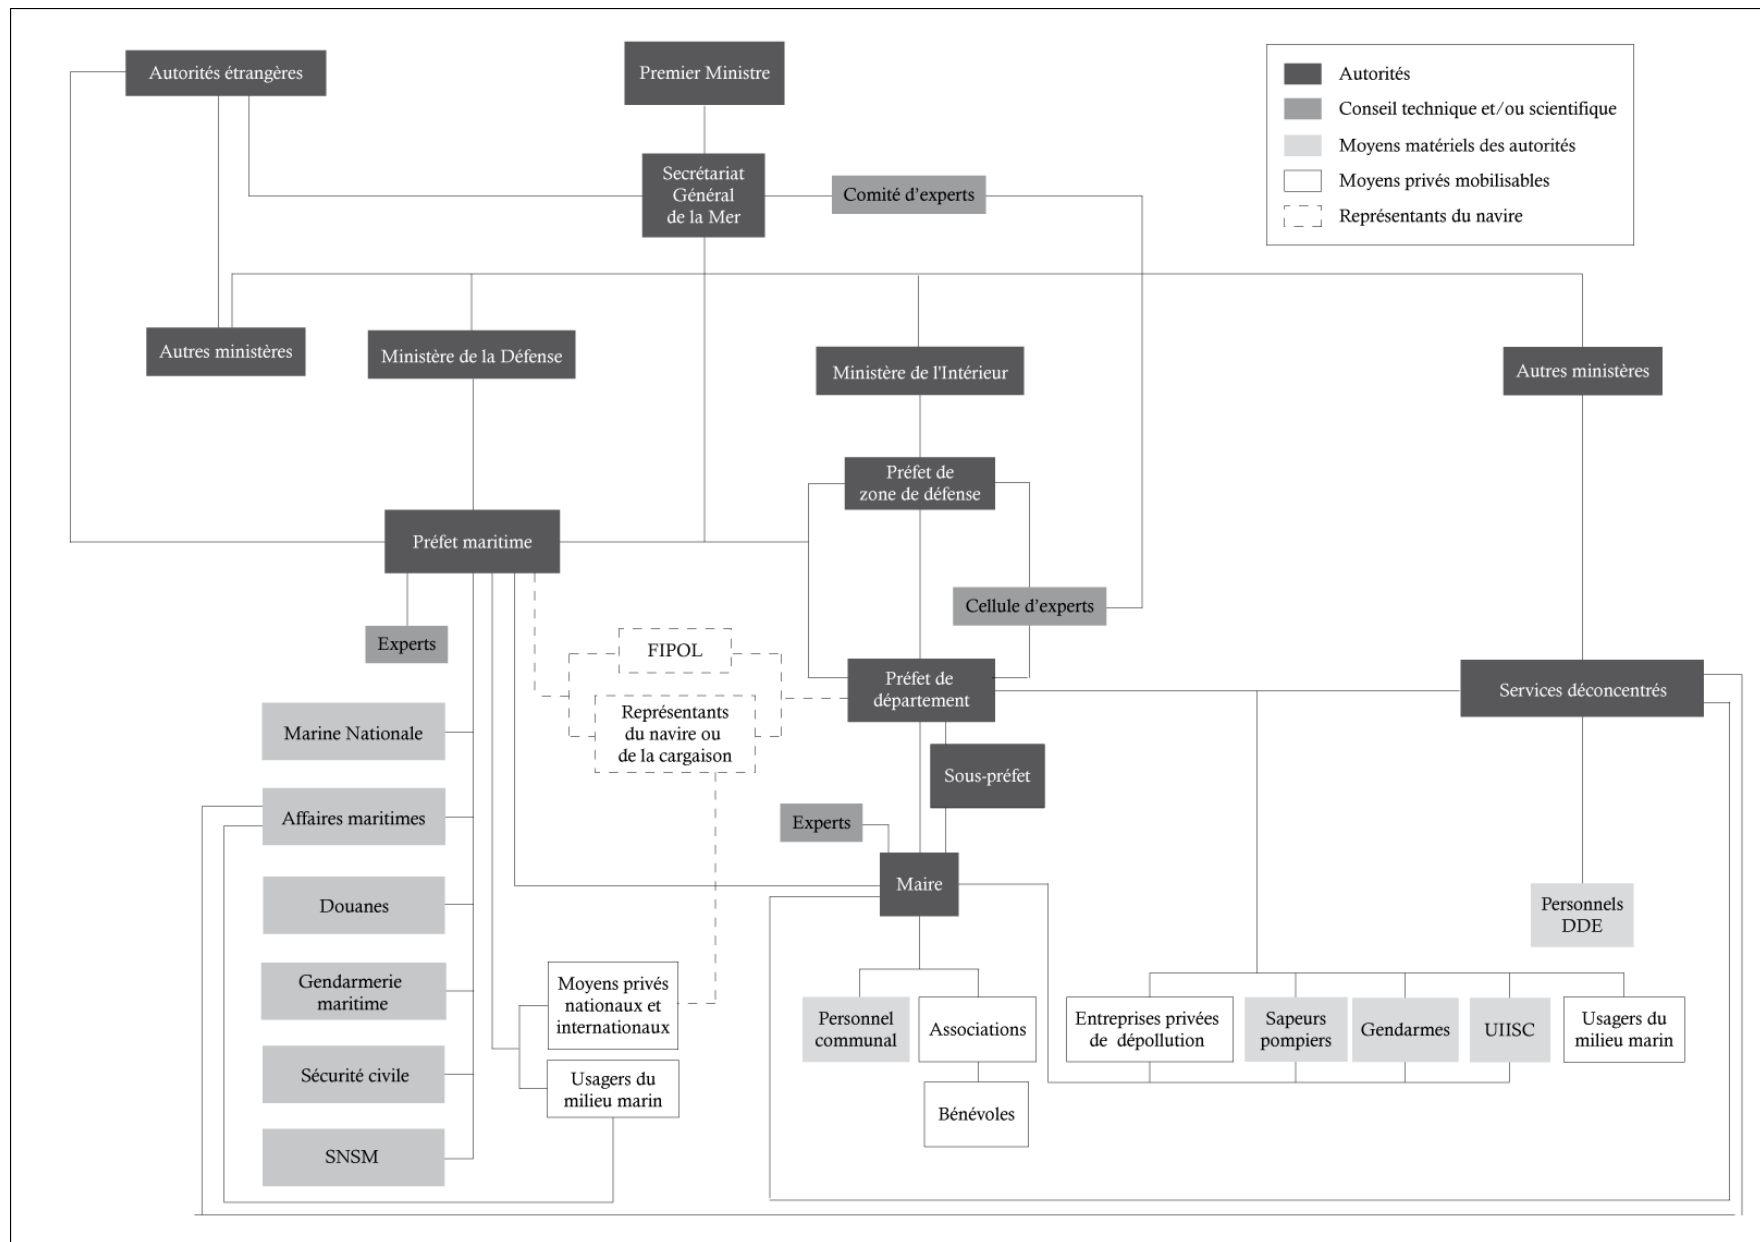 Autorités étrangères
Premier Ministre
Autorités
Conseil technique et/ou scientifique
Moyens matériels des autorités
Moyens privés mobilisables
Représentants du navire
Secrétariat
Général
de la Mer
Comité d'experts
Autres ministères
Ministère de la Défense
Ministère de l'Intérieur
Autres ministères
Préfet de
zone de défense
Préfet maritime
Cellule d'experts
Experts
FIPOL
Préfet de
département
Services déconcentrés
Représentants
du navire ou
de la cargaison
Marine Nationale
Sous-préfet
Affaires maritimes
Experts
Maire
Douanes
Personnels
DDE
Gendarmerie
maritime
Moyens privés
nationaux et
internationaux
Personnel
communal
Associations
Entreprises privées
de dépollution
Sapeurs
pompiers
Gendarmes
UIISC
Usagers du
milieu marin
Sécurité civile
Usagers du
milieu marin
Bénévoles
SNSM